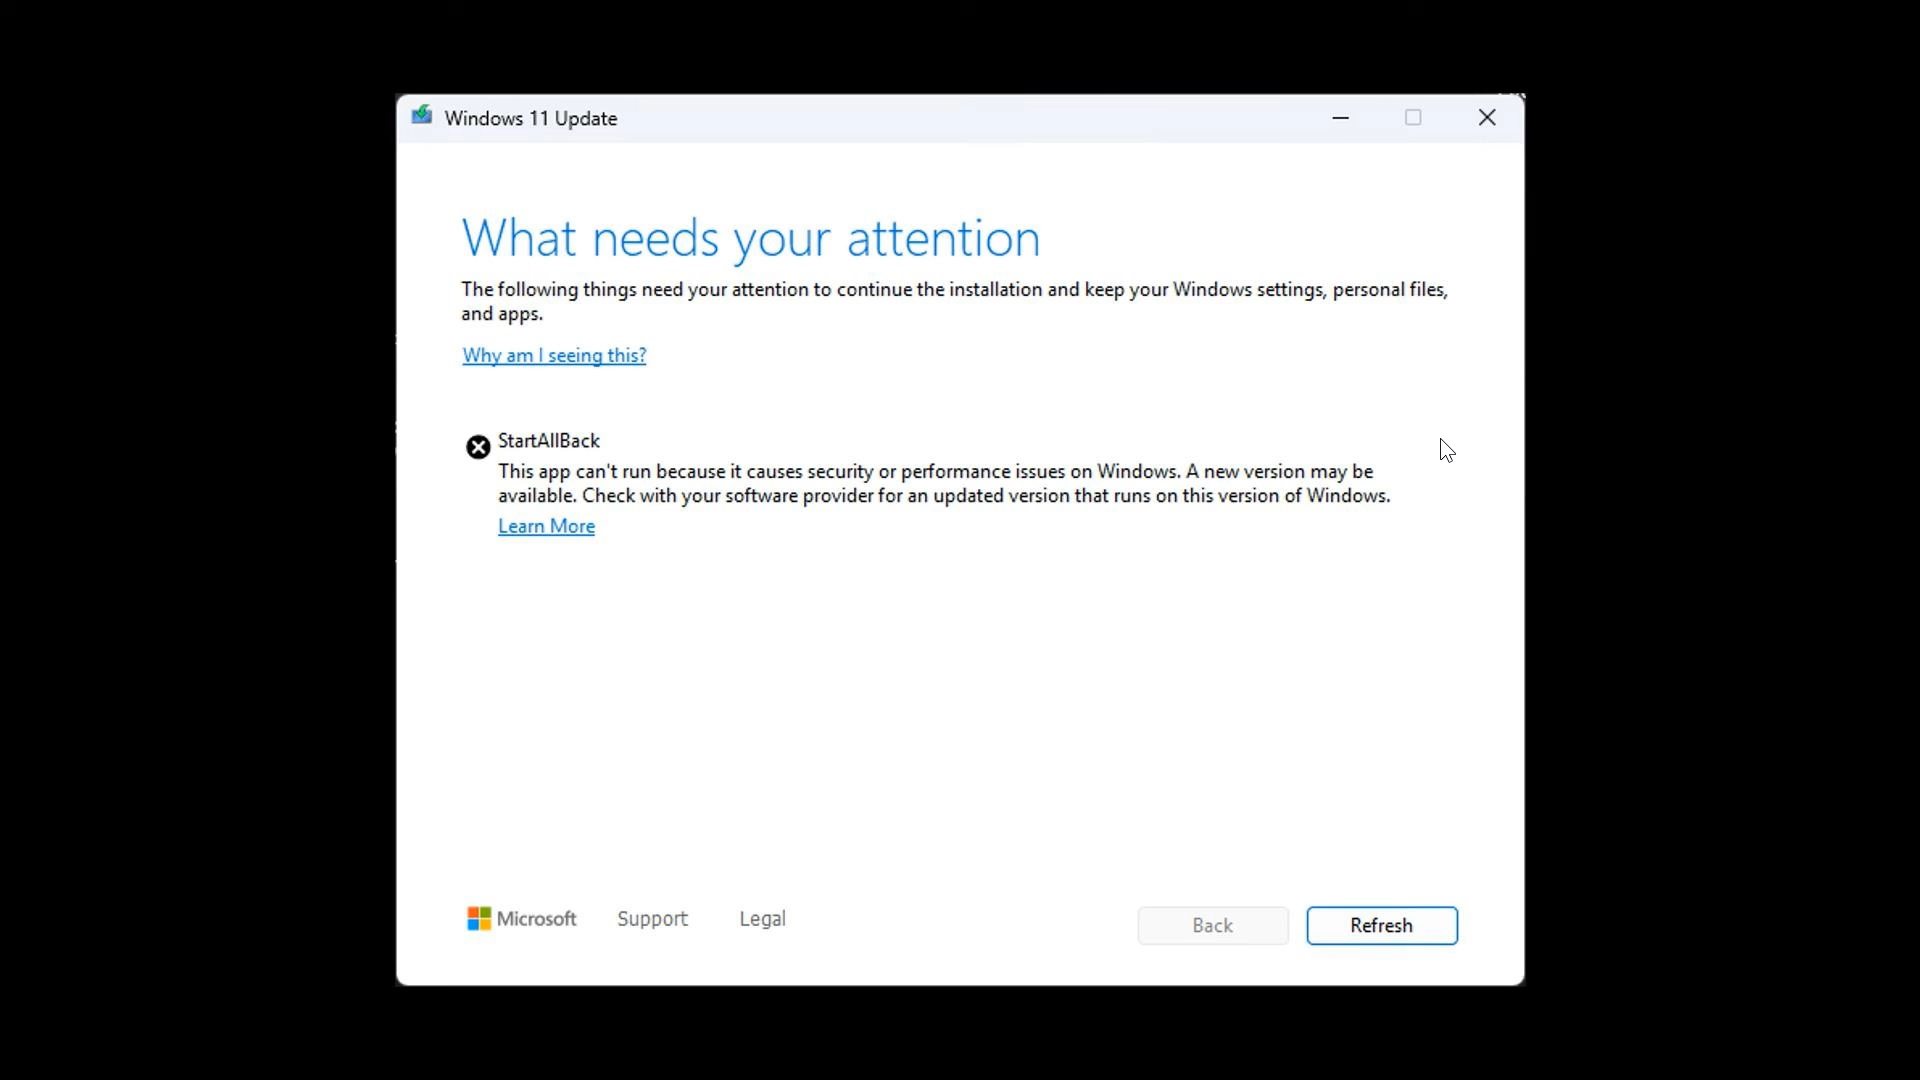 Windows 11 Update
What needs your attention
The following things need your attention to continue the installation and keep your Windows settings, personal files,
and apps.
Why am I seeing this?
StartAllBack
This app can't run because it causes security or performance issues on Windows. A new version may be
available. Check with your software provider for an updated version that runs on this version of Windows.
Learn More
Microsoft Support Legal Back Refresh